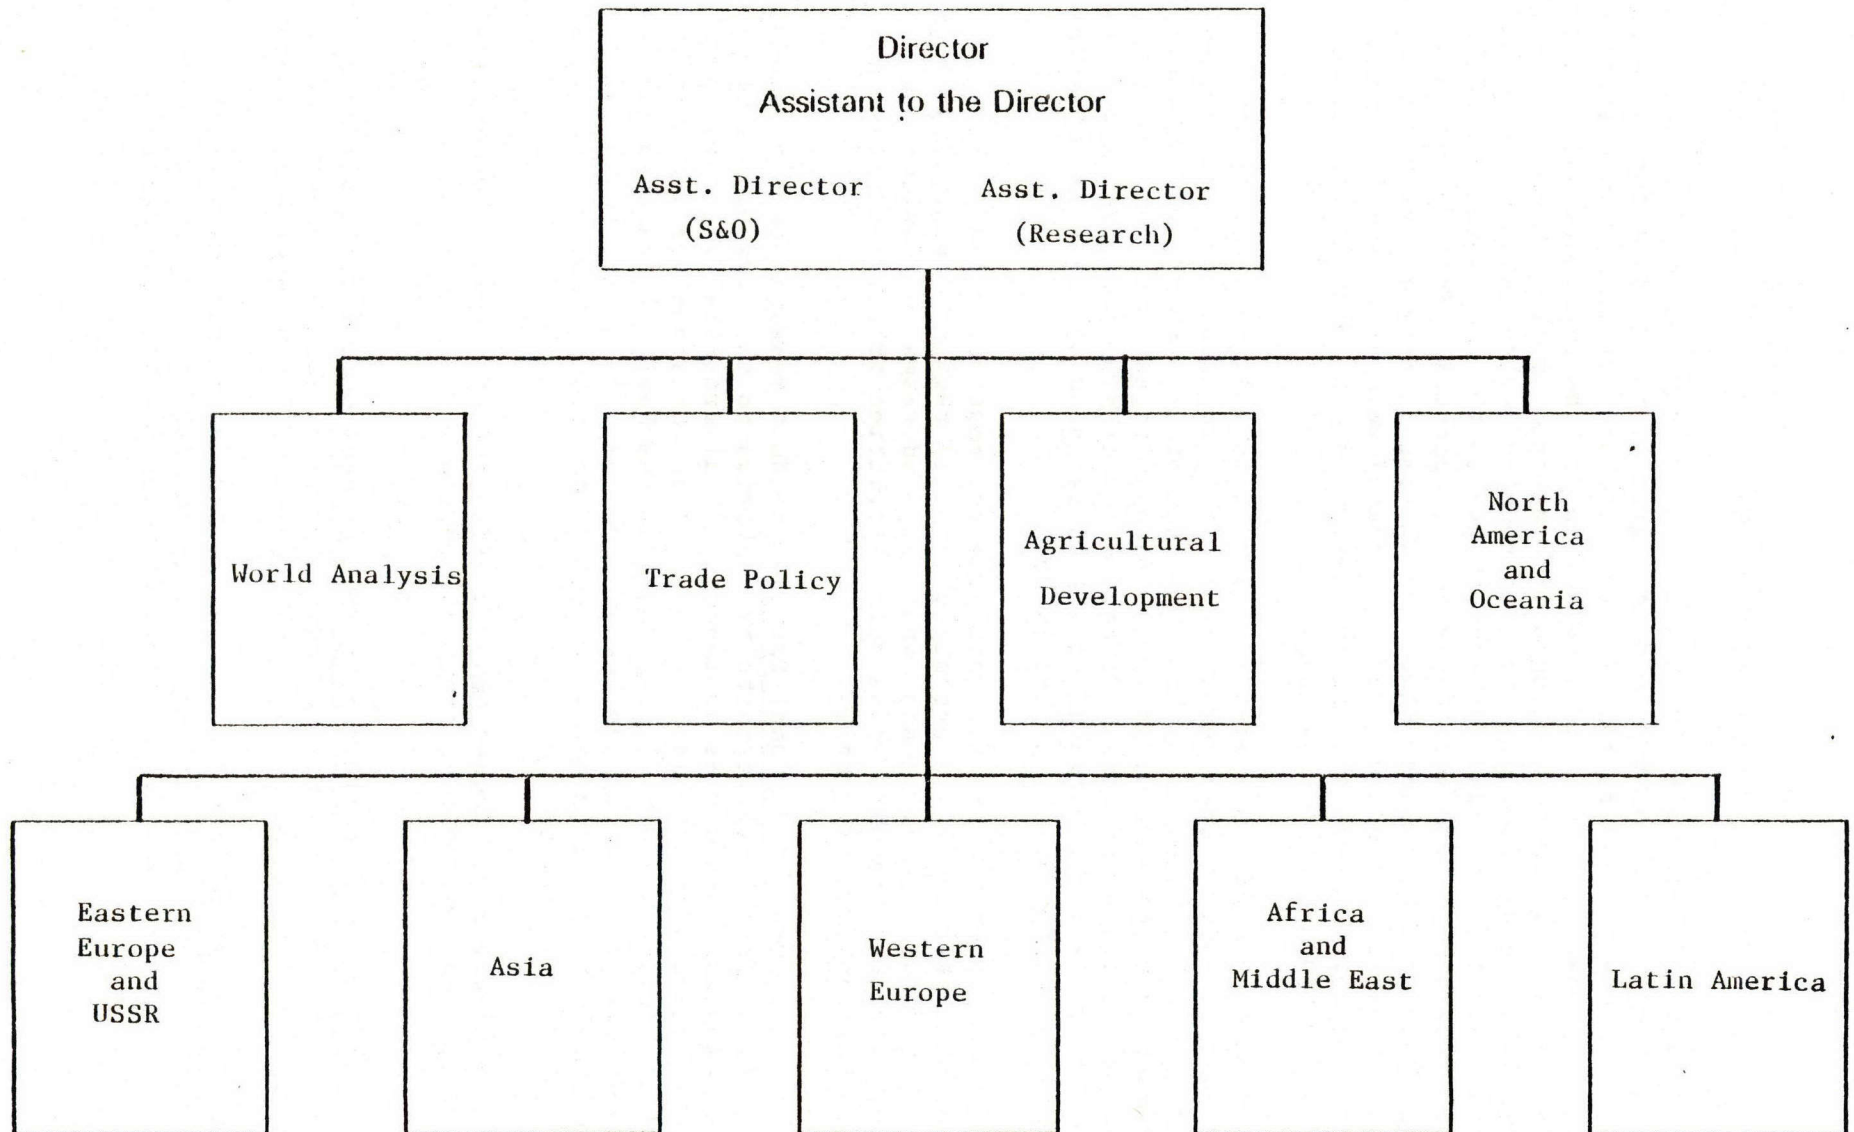 Director
Assistant to the Director
Asst. Director
(S&O)
Asst. Director
(Research)
World Analysis
Trade Policy
Agricultural
Development
North
America
and
Oceania
Eastern
Europe
and
USSR
Asia
Western
Europe
Africa
and
Middle East
Latin America